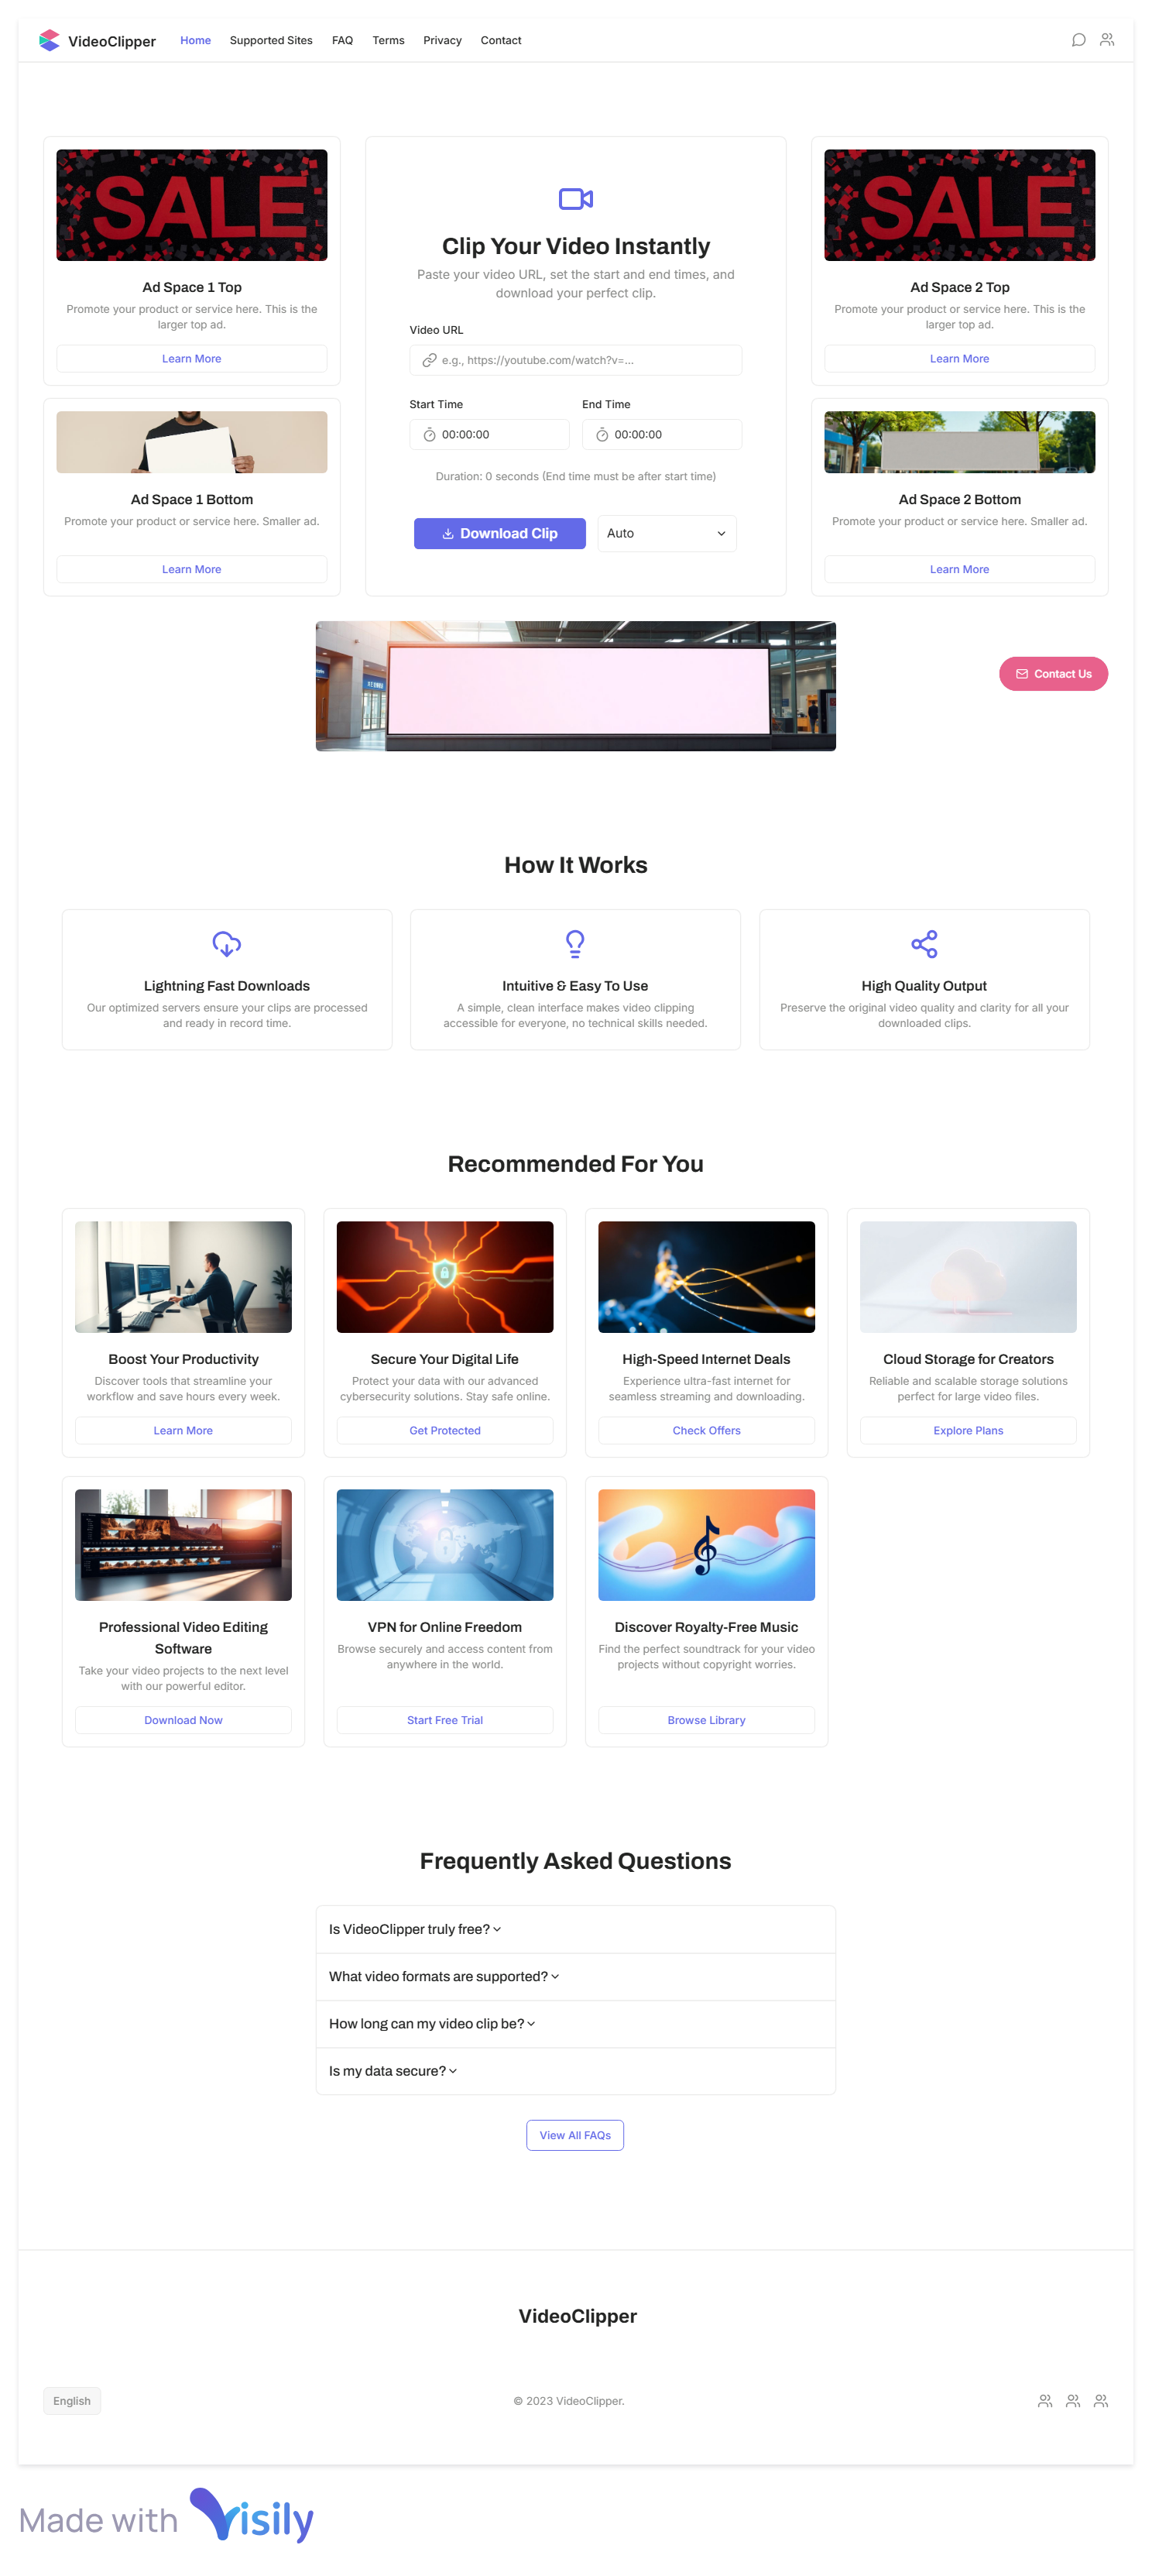 VideoClipper
Home
Supported Sites
FAQ
Terms
Privacy
Contact
SALE
Ad Space 1 Top
Promote your product or service here. This is the
larger top ad.
Learn More
Ad Space 1 Bottom
Promote your product or service here. Smaller ad.
Learn More
Clip Your Video Instantly
Paste your video URL, set the start and end times, and
download your perfect clip.
Video URL
e.g., https://youtube.com/watch?v=...
Start Time
End Time
00:00:00
00:00:00
Duration: 0 seconds (End time must be after start time)
Download Clip
Auto
SALE
Ad Space 2 Top
Promote your product or service here. This is the
larger top ad.
Learn More
Ad Space 2 Bottom
Promote your product or service here. Smaller ad.
Learn More
Contact Us
How It Works
Lightning Fast Downloads
Our optimized servers ensure your clips are processed
and ready in record time.
Intuitive & Easy To Use
A simple, clean interface makes video clipping
accessible for everyone, no technical skills needed.
High Quality Output
Preserve the original video quality and clarity for all your
downloaded clips.
Recommended For You
Boost Your Productivity
Discover tools that streamline your
workflow and save hours every week.
Learn More
Secure Your Digital Life
Protect your data with our advanced
cybersecurity solutions. Stay safe online.
Get Protected
High-Speed Internet Deals
Experience ultra-fast internet for
seamless streaming and downloading.
Check Offers
Cloud Storage for Creators
Reliable and scalable storage solutions
perfect for large video files.
Explore Plans
Professional Video Editing
Software
Take your video projects to the next level
with our powerful editor.
Download Now
VPN for Online Freedom
Browse securely and access content from
anywhere in the world.
Start Free Trial
Discover Royalty-Free Music
Find the perfect soundtrack for your video
projects without copyright worries.
Browse Library
Frequently Asked Questions
Is VideoClipper truly free?
What video formats are supported?
How long can my video clip be?
Is my data secure?
View All FAQs
VideoClipper
English
© 2023 VideoClipper.
Made with Visily